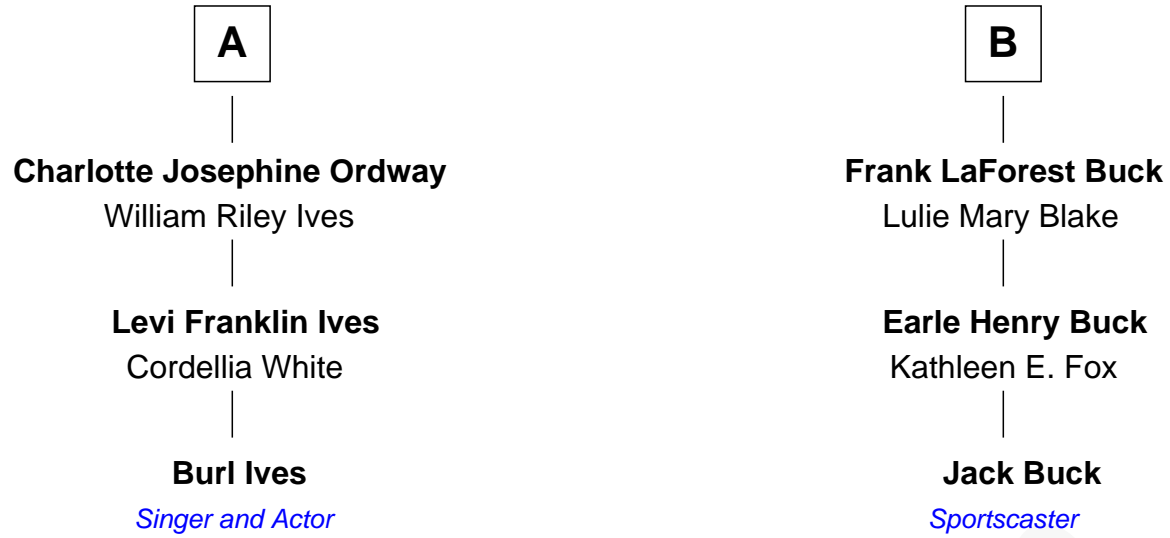 A
B
Charlotte Josephine Ordway
William Riley Ives
Frank LaForest Buck
Lulie Mary Blake
Levi Franklin Ives
Cordellia White
Earle Henry Buck
Kathleen E. Fox
Burl Ives
Singer and Actor
Jack Buck
Sportscaster